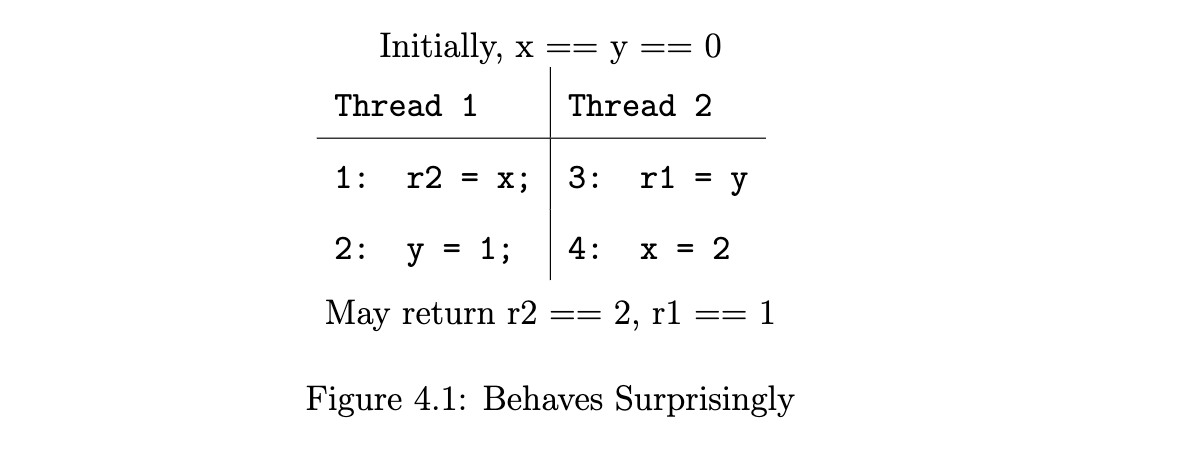 Initially, x == y == 0
Thread 1 Thread 2
1: r2 = x; 3: r1 = y
2: y = 1; 4: x = 2
May return r2 == 2, r1 == 1
Figure 4.1: Behaves Surprisingly